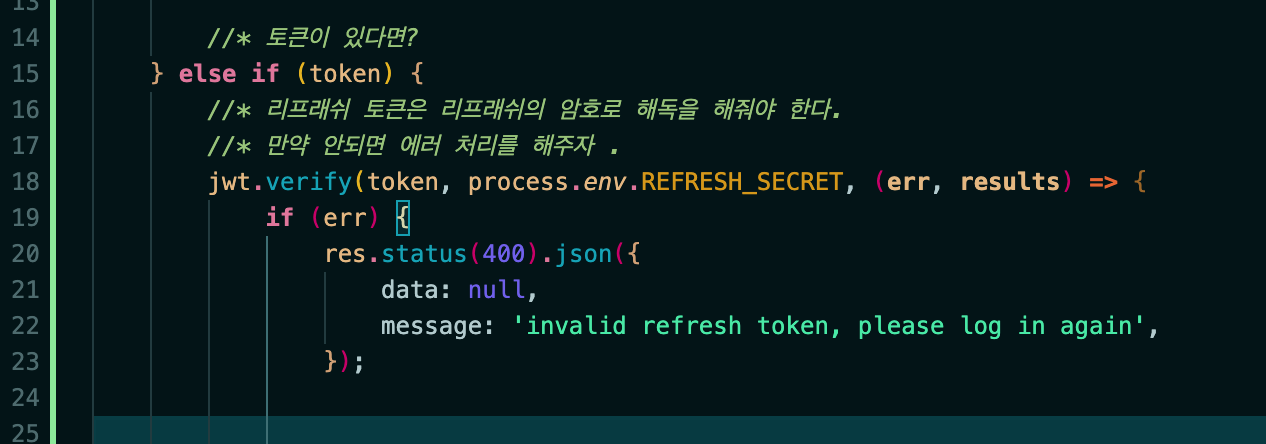 13
14 //* 토큰이 있다면?
15 } else if (token) {
16 //* 리프래쉬 토큰은 리프래쉬의 암호로 해독을 해줘야 한다.
17 //* 만약 안되면 에러 처리를 해주자 .
18 jwt.verify(token, process.env.REFRESH_SECRET, (err, results) => {
19 if (err) {
20 res.status(400).json({
21 data: null,
22 message: 'invalid refresh token, please log in again',
23 });
24
25